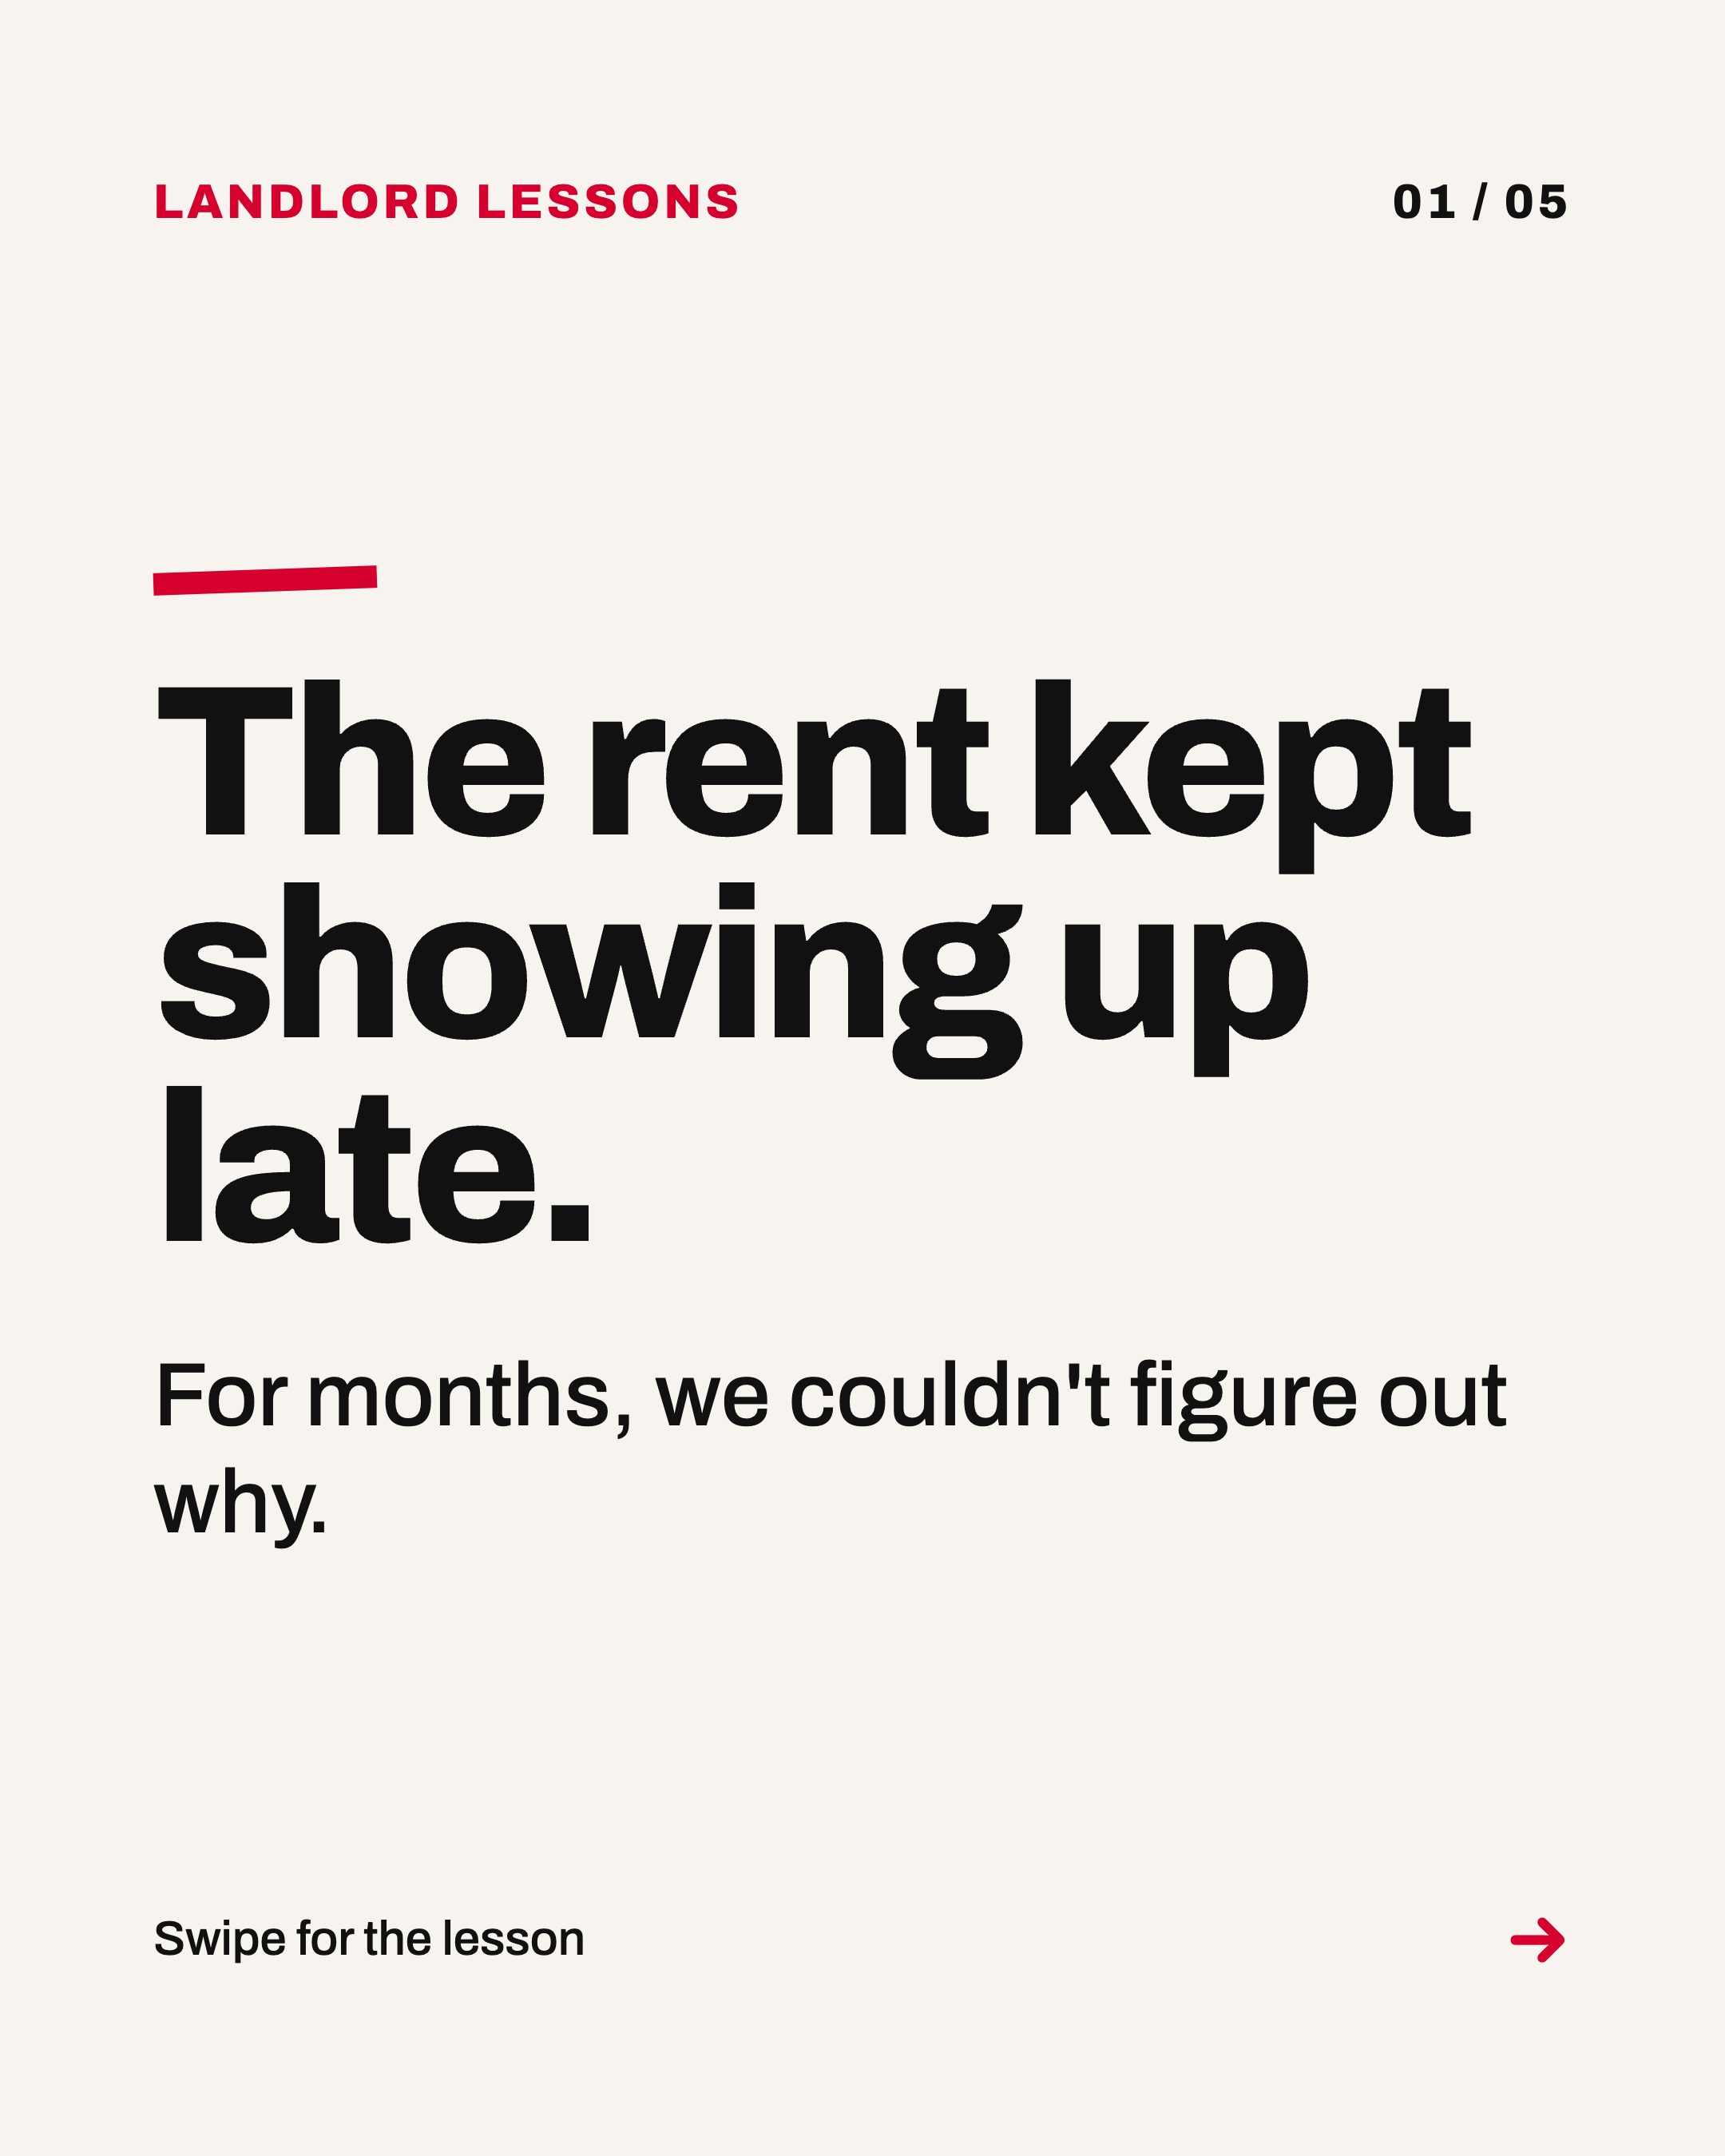 LANDLORD LESSONS
01 / 05
The rent kept
showing up
late.
For months, we couldn't figure out
why.
Swipe for the lesson